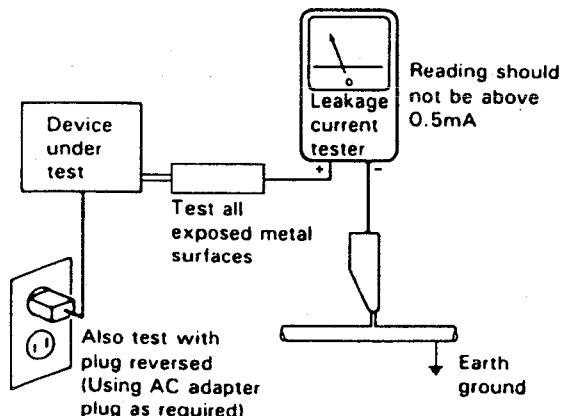 Device
under
test
Leakage
current
tester
+ -
Reading should
not be above
0.5mA
Test all
exposed metal
surfaces
Also test with
plug reversed
(Using AC adapter
plug as required)
Earth
ground